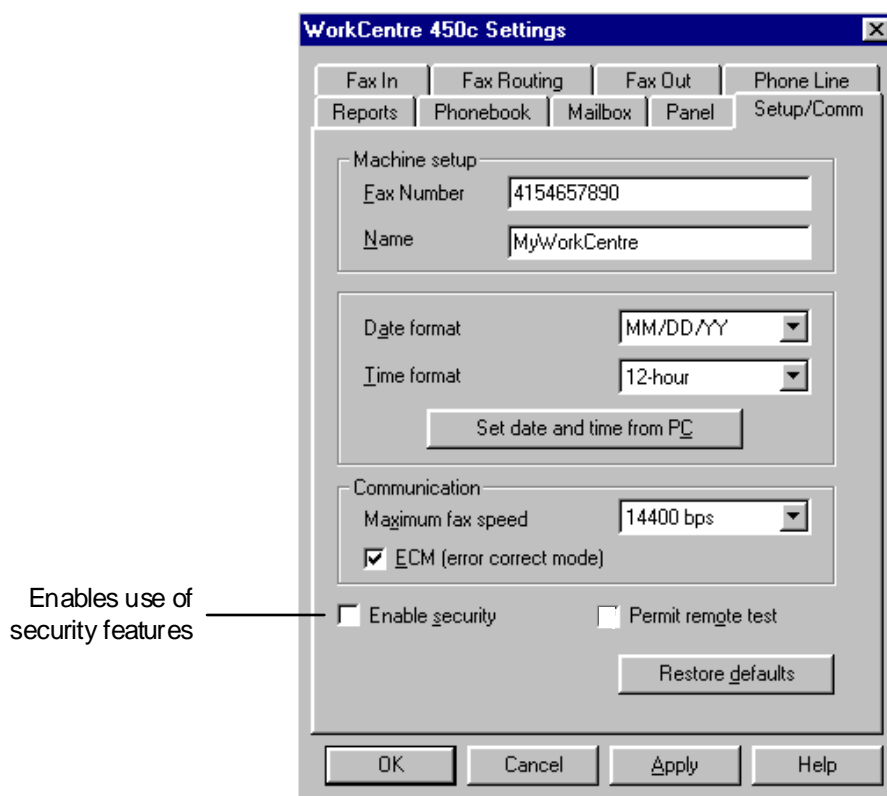 WorkCentre 450c Settings
Fax In Fax Routing Fax Out Phone Line
Reports Phonebook Mailbox Panel Setup/Comm
Machine setup
Fax Number 4154657890
Name MyWorkCentre
Date format MM/DD/YY
Time format 12-hour
Set date and time from PC
Communication
Maximum fax speed 14400 bps
ECM (error correct mode)
Enables use of
security features
Enable security Permit remote test
Restore defaults
OK Cancel Apply Help